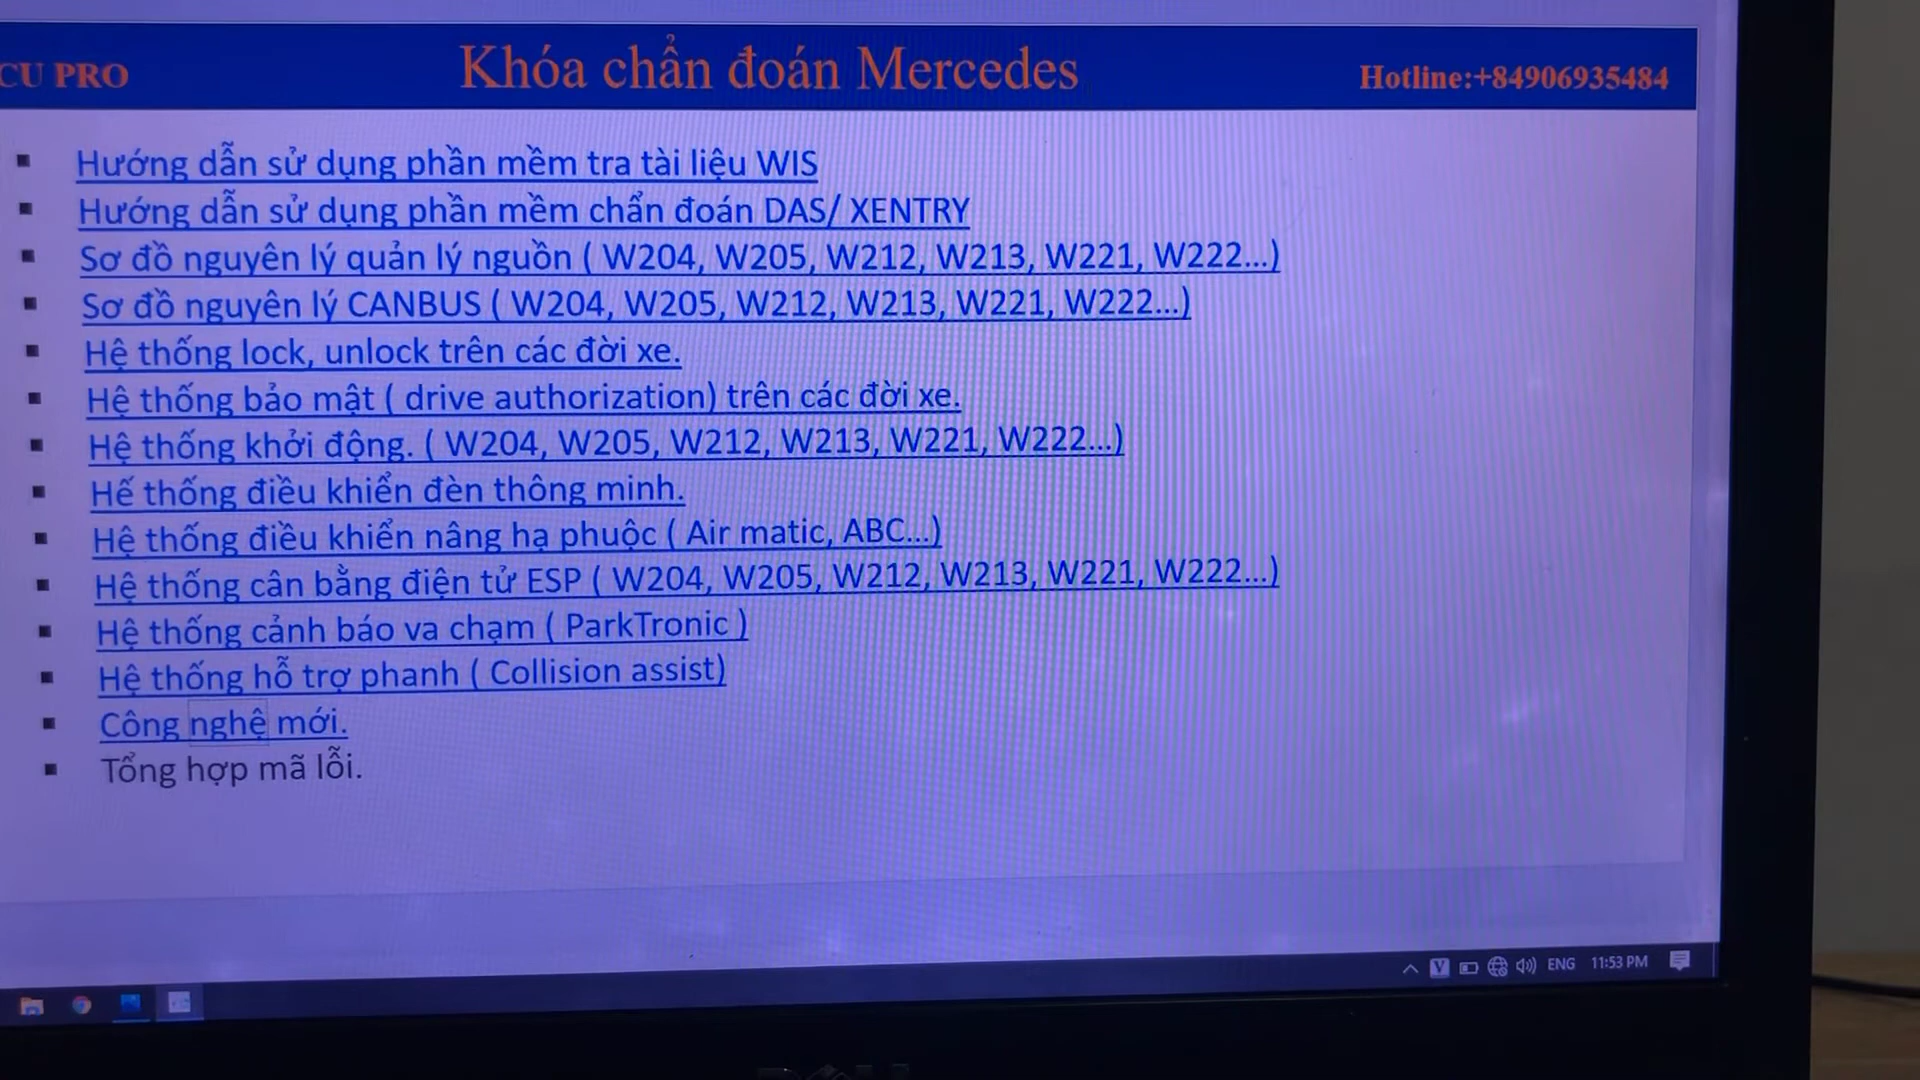 CU PRO Khóa chẩn đoán Mercedes Hotline:+84906935484
▪ Hướng dẫn sử dụng phần mềm tra tài liệu WIS
▪ Hướng dẫn sử dụng phần mềm chẩn đoán DAS/ XENTRY
▪ Sơ đồ nguyên lý quản lý nguồn ( W204, W205, W212, W213, W221, W222...)
▪ Sơ đồ nguyên lý CANBUS ( W204, W205, W212, W213, W221, W222...)
▪ Hệ thống lock, unlock trên các đời xe.
▪ Hệ thống bảo mật ( drive authorization) trên các đời xe.
▪ Hệ thống khởi động. ( W204, W205, W212, W213, W221, W222...)
▪ Hế thống điều khiển đèn thông minh.
▪ Hệ thống điều khiển nâng hạ phuộc ( Air matic, ABC...)
▪ Hệ thống cân bằng điện tử ESP ( W204, W205, W212, W213, W221, W222...)
▪ Hệ thống cảnh báo va chạm ( ParkTronic )
▪ Hệ thống hỗ trợ phanh ( Collision assist)
▪ Công nghệ mới.
▪ Tổng hợp mã lỗi.
V ENG 11:53 PM